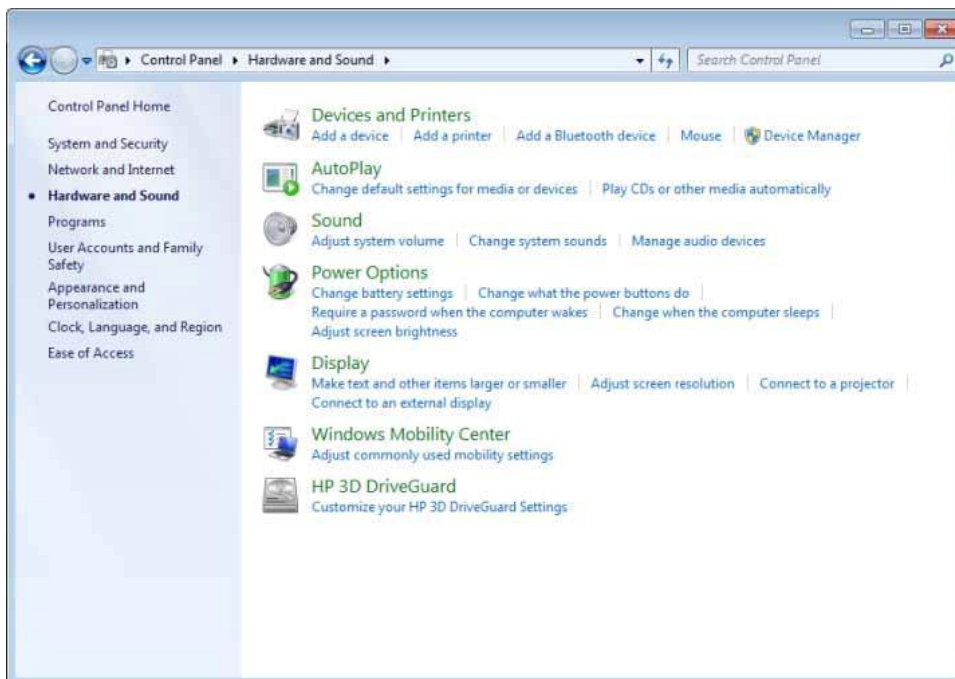 Control Panel Hardware and Sound
Search Control Panel
Control Panel Home
System and Security
Network and Internet
Hardware and Sound
Programs
User Accounts and Family
Safety
Appearance and
Personalization
Clock, Language, and Region
Ease of Access
Devices and Printers
Add a device Add a printer Add a Bluetooth device Mouse Device Manager
AutoPlay
Change default settings for media or devices Play CDs or other media automatically
Sound
Adjust system volume Change system sounds Manage audio devices
Power Options
Change battery settings Change what the power buttons do
Require a password when the computer wakes Change when the computer sleeps
Adjust screen brightness
Display
Make text and other items larger or smaller Adjust screen resolution Connect to a projector
Connect to an external display
Windows Mobility Center
Adjust commonly used mobility settings
HP 3D DriveGuard
Customize your HP 3D DriveGuard Settings